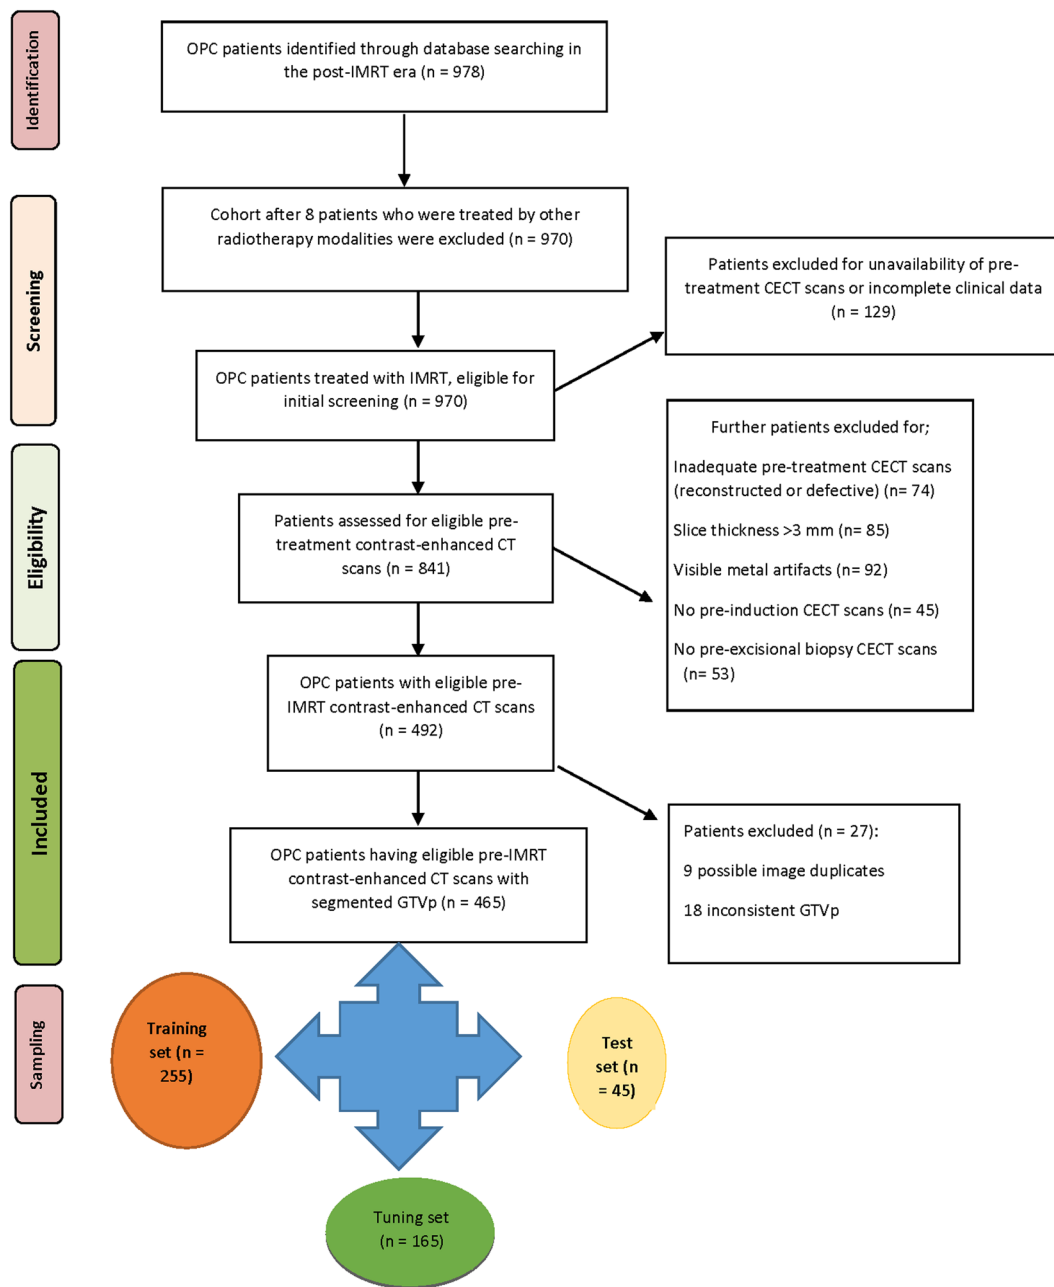 Identification
OPC patients identified through database searching in
the post-IMRT era (n = 978)
Screening
Cohort after 8 patients who were treated by other
radiotherapy modalities were excluded (n = 970)
Patients excluded for unavailability of pre-
treatment CECT scans or incomplete clinical data
(n = 129)
OPC patients treated with IMRT, eligible for
initial screening (n = 970)
Eligibility
Patients assessed for eligible pre-
treatment contrast-enhanced CT
scans (n = 841)
Further patients excluded for;
Inadequate pre-treatment CECT scans
(reconstructed or defective) (n= 74)
Slice thickness >3 mm (n= 85)
Visible metal artifacts (n= 92)
No pre-induction CECT scans (n= 45)
No pre-excisional biopsy CECT scans
(n= 53)
Included
OPC patients with eligible pre-
IMRT contrast-enhanced CT scans
(n = 492)
Patients excluded (n = 27):
9 possible image duplicates
18 inconsistent GTVp
OPC patients having eligible pre-IMRT
contrast-enhanced CT scans with
segmented GTVp (n = 465)
Sampling
Training
set (n =
255)
Test
set (n
= 45)
Tuning set
(n = 165)